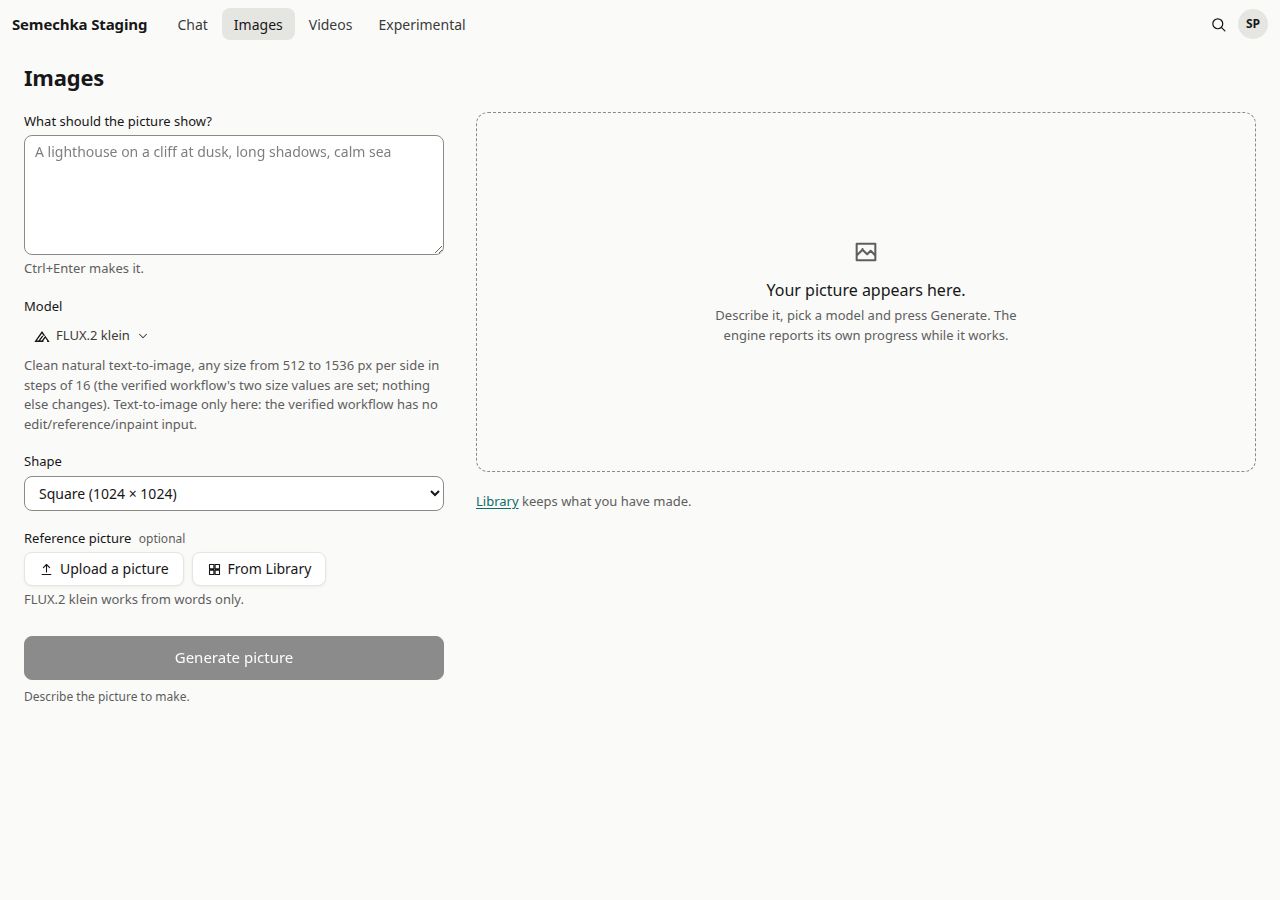 Semechka Staging
Chat
Images
Videos
Experimental
SP
Images
What should the picture show?
A lighthouse on a cliff at dusk, long shadows, calm sea
Ctrl+Enter makes it.
Model
FLUX.2 klein
Clean natural text-to-image, any size from 512 to 1536 px per side in
steps of 16 (the verified workflow's two size values are set; nothing
else changes). Text-to-image only here: the verified workflow has no
edit/reference/inpaint input.
Shape
Square (1024 × 1024)
Reference picture optional
Upload a picture
From Library
FLUX.2 klein works from words only.
Generate picture
Describe the picture to make.
Your picture appears here.
Describe it, pick a model and press Generate. The
engine reports its own progress while it works.
Library keeps what you have made.